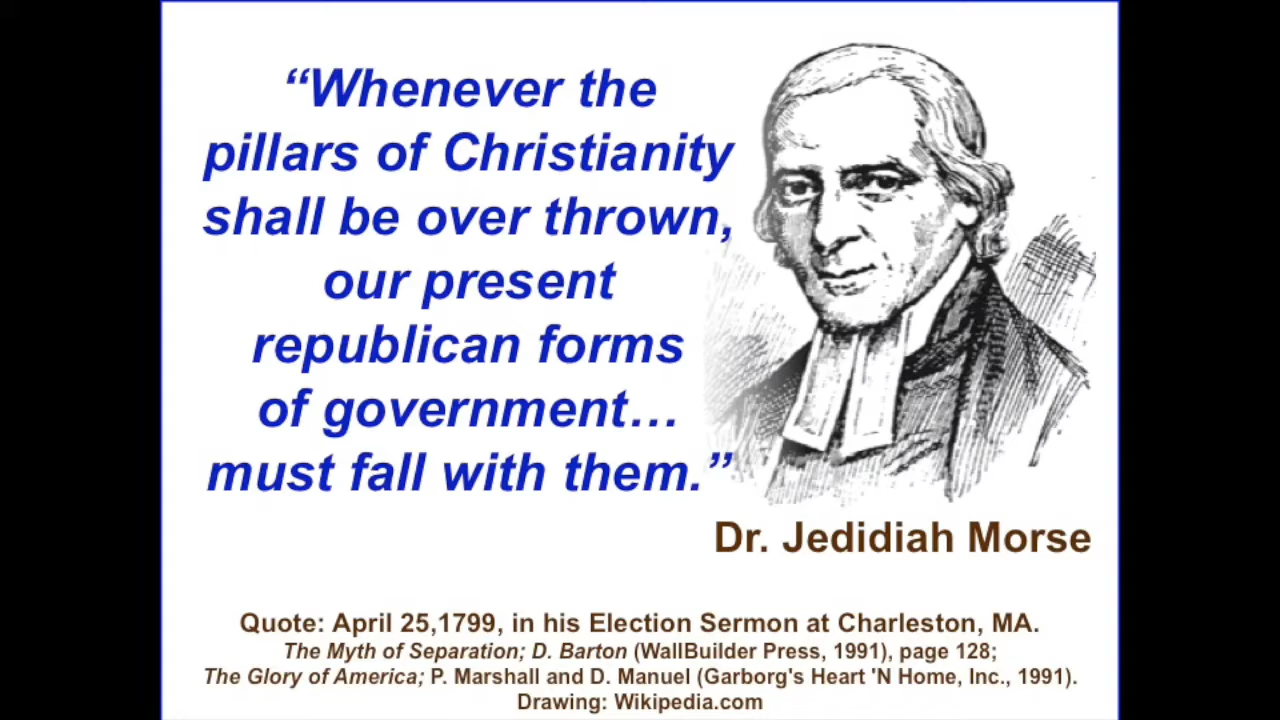 “Whenever the
pillars of Christianity
shall be over thrown,
our present
republican forms
of government…
must fall with them.”
Dr. Jedidiah Morse
Quote: April 25,1799, in his Election Sermon at Charleston, MA.
The Myth of Separation; D. Barton (WallBuilder Press, 1991), page 128;
The Glory of America; P. Marshall and D. Manuel (Garborg's Heart 'N Home, Inc., 1991).
Drawing: Wikipedia.com